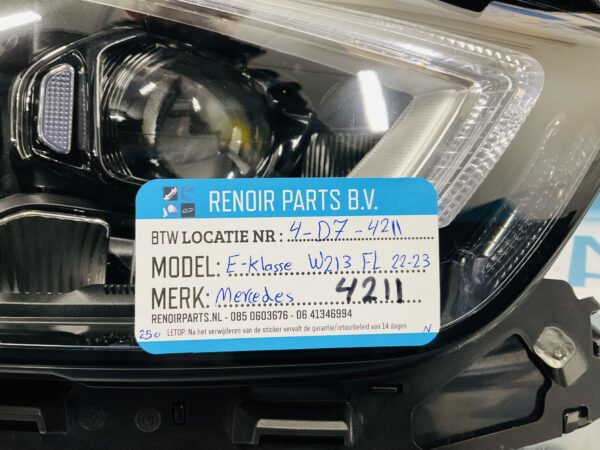 RENOIR PARTS B.V.
BTW LOCATIE NR: 4-D7-4211
MODEL: E-Klasse W213 FL 22-23
MERK: Mercedes 4211
RENOIRPARTS.NL - 085 0603676 - 06 41346994
250 LETOP: Na het verwijderen van de sticker vervalt de garantie/retourbeleid van 14 dagen N